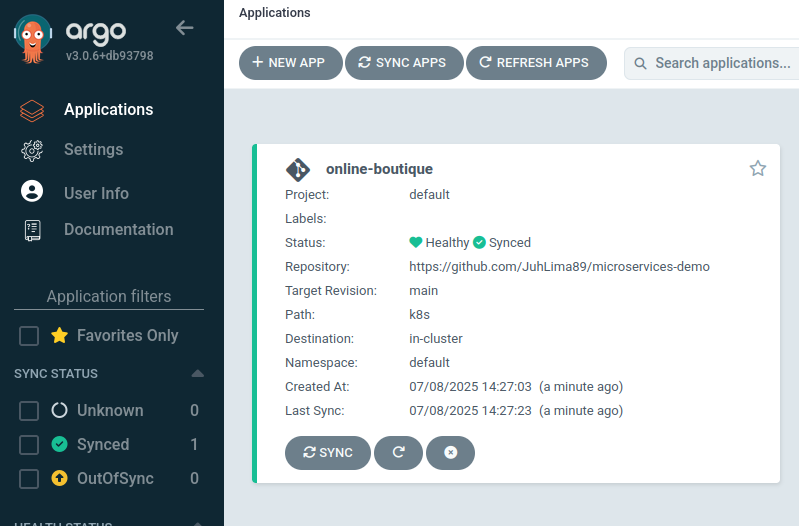 argo
v3.0.6+db93798
Applications
Settings
User Info
Documentation
Application filters
Favorites Only
SYNC STATUS
Unknown 0
Synced 1
OutOfSync 0
HEALTH STATUS
Applications
NEW APP SYNC APPS REFRESH APPS Search applications...
online-boutique
Project: default
Labels:
Status: Healthy Synced
Repository: https://github.com/JuhLima89/microservices-demo
Target Revision: main
Path: k8s
Destination: in-cluster
Namespace: default
Created At: 07/08/2025 14:27:03 (a minute ago)
Last Sync: 07/08/2025 14:27:23 (a minute ago)
SYNC